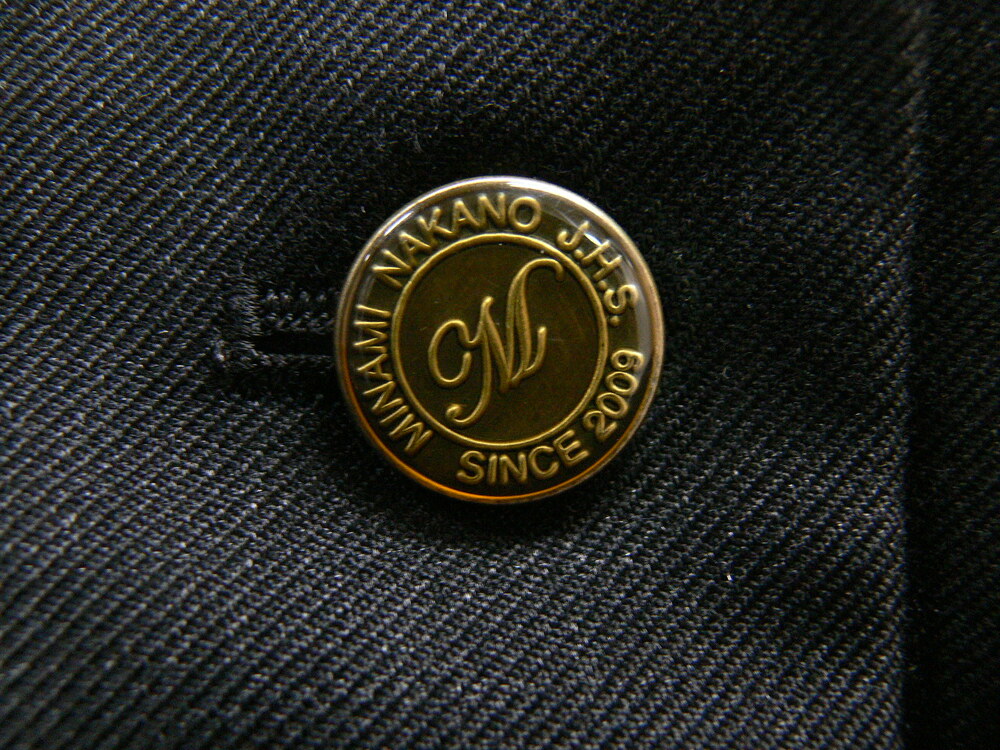 MINAMI NAKANO J.H.S.
SINCE 2009
N